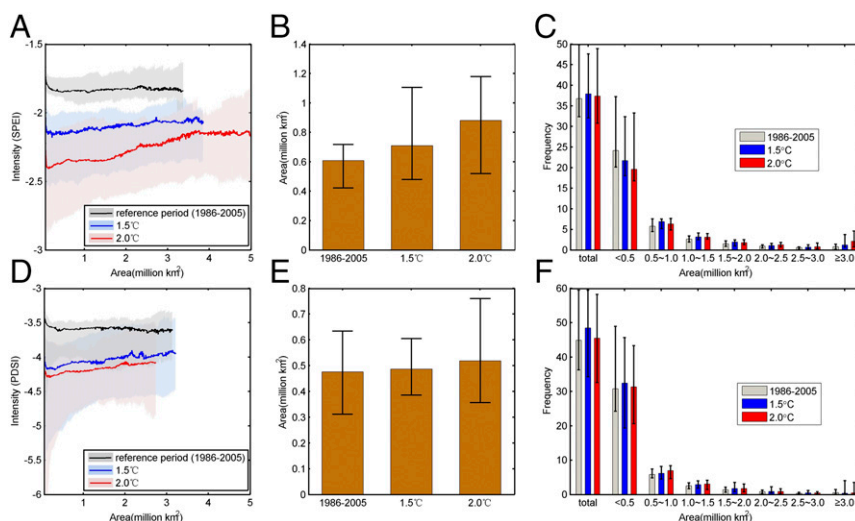 A
-1.5
-2
-2.5
-3
Intensity (SPEI)
reference period (1986-2005)
1.5℃
2.0℃
1 2 3 4 5
Area(million km²)
B
1.4
1.2
1
0.8
0.6
0.4
0.2
0
Area(million km²)
1986-2005 1.5℃ 2.0℃
C
50
45
40
35
30
25
20
15
10
5
0
Frequency
1986-2005
1.5°C
2.0°C
total <0.5 0.5~1.0 1.0~1.5 1.5~2.0 2.0~2.5 2.5~3.0 ≥3.0
Area(million km²)
D
-3
-3.5
-4
-4.5
-5
-5.5
-6
Intensity (PDSI)
reference period (1986-2005)
1.5℃
2.0℃
1 2 3 4 5
Area(million km²)
E
0.8
0.7
0.6
0.5
0.4
0.3
0.2
0.1
0
Area(million km²)
1986-2005 1.5℃ 2.0℃
F
60
50
40
30
20
10
0
Frequency
1986-2005
1.5°C
2.0°C
total <0.5 0.5~1.0 1.0~1.5 1.5~2.0 2.0~2.5 2.5~3.0 ≥3.0
Area(million km²)